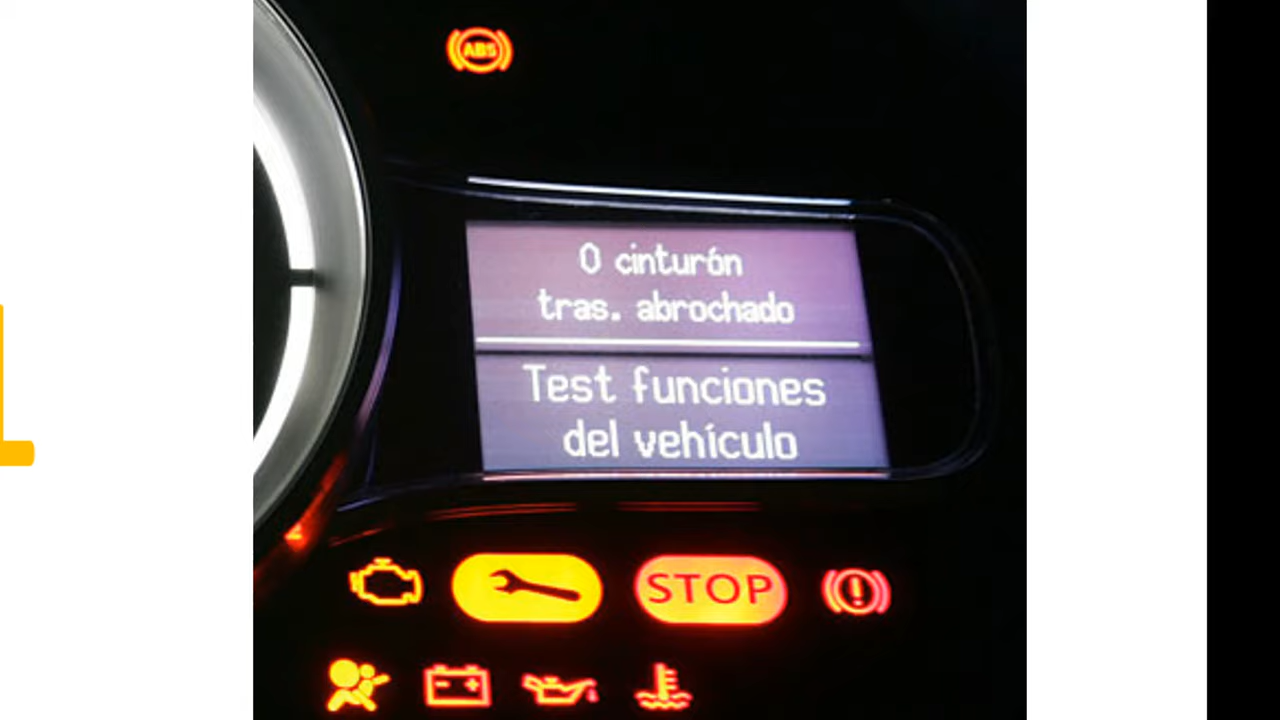 ABS
0 cinturón
tras. abrochado
Test funciones
del vehículo
STOP